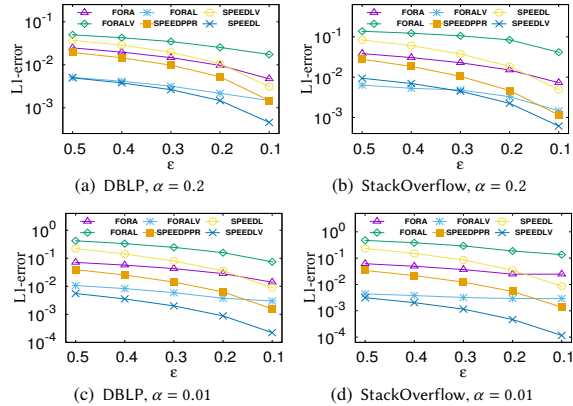 FORA FORALV SPEEDLV
FORAL SPEEDPPR SPEEDL
L1-error
10⁻¹
10⁻²
10⁻³
0.5 0.4 0.3 0.2 0.1
ε
(a) DBLP, α = 0.2
FORA FORAL SPEEDLV
FORALV SPEEDPPR SPEEDL
L1-error
10⁻¹
10⁻²
10⁻³
0.5 0.4 0.3 0.2 0.1
ε
(b) StackOverflow, α = 0.2
FORA FORALV SPEEDL
FORAL SPEEDPPR SPEEDLV
L1-error
10⁰
10⁻¹
10⁻²
10⁻³
10⁻⁴
0.5 0.4 0.3 0.2 0.1
ε
(c) DBLP, α = 0.01
FORA FORALV SPEEDL
FORAL SPEEDPPR SPEEDLV
L1-error
10⁰
10⁻¹
10⁻²
10⁻³
10⁻⁴
0.5 0.4 0.3 0.2 0.1
ε
(d) StackOverflow, α = 0.01